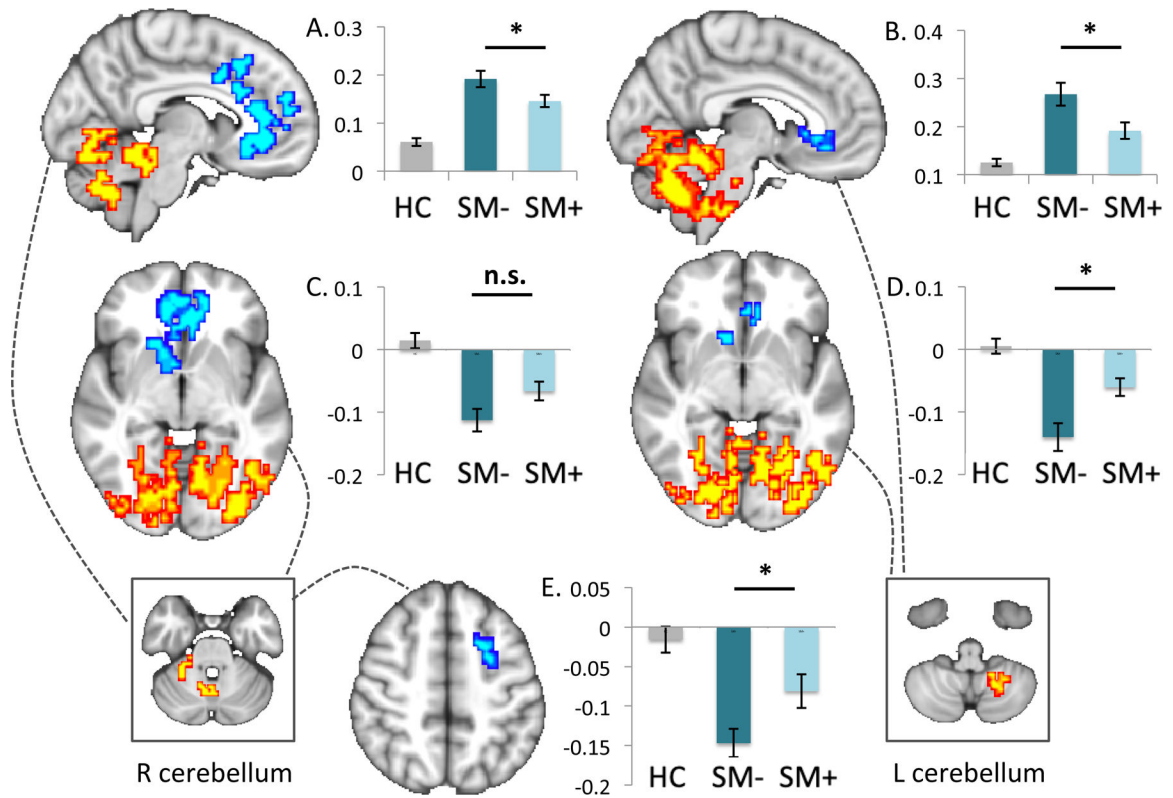 A.
0.3
0.2
0.1
0
*
HC SM- SM+
B.
0.4
0.3
0.2
0.1
*
HC SM- SM+
C.
0.1
0
-0.1
-0.2
n.s.
HC SM- SM+
D.
0.1
0
-0.1
-0.2
*
HC SM- SM+
E.
0.05
0
-0.05
-0.1
-0.15
-0.2
*
HC SM- SM+
R cerebellum
L cerebellum